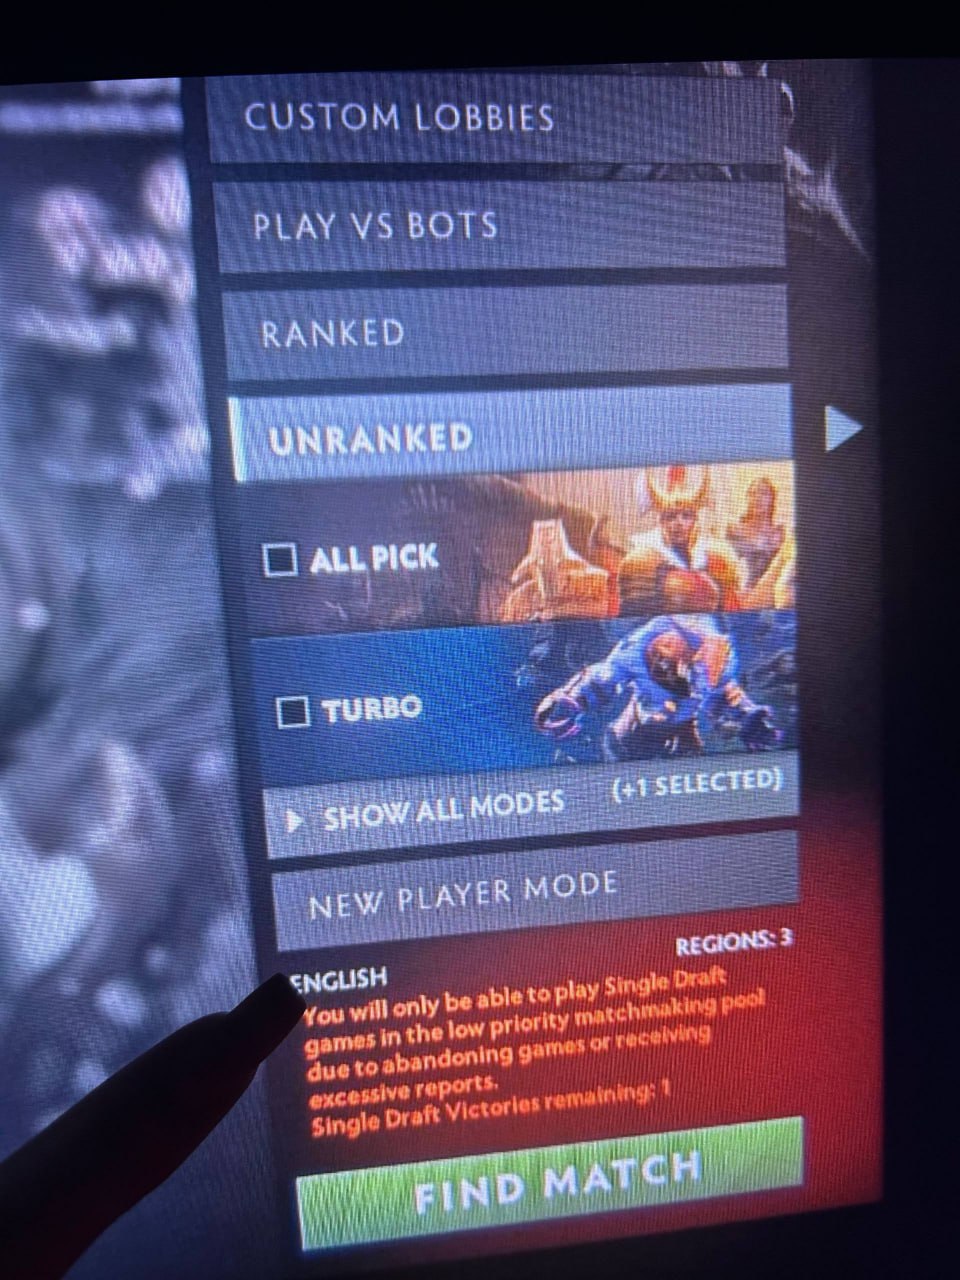 CUSTOM LOBBIES
PLAY VS BOTS
RANKED
UNRANKED
ALL PICK
TURBO
SHOW ALL MODES (+1 SELECTED)
NEW PLAYER MODE
REGIONS: 3
ENGLISH
You will only be able to play Single Draft
games in the low priority matchmaking pool
due to abandoning games or receiving
excessive reports.
Single Draft Victories remaining: 1
FIND MATCH